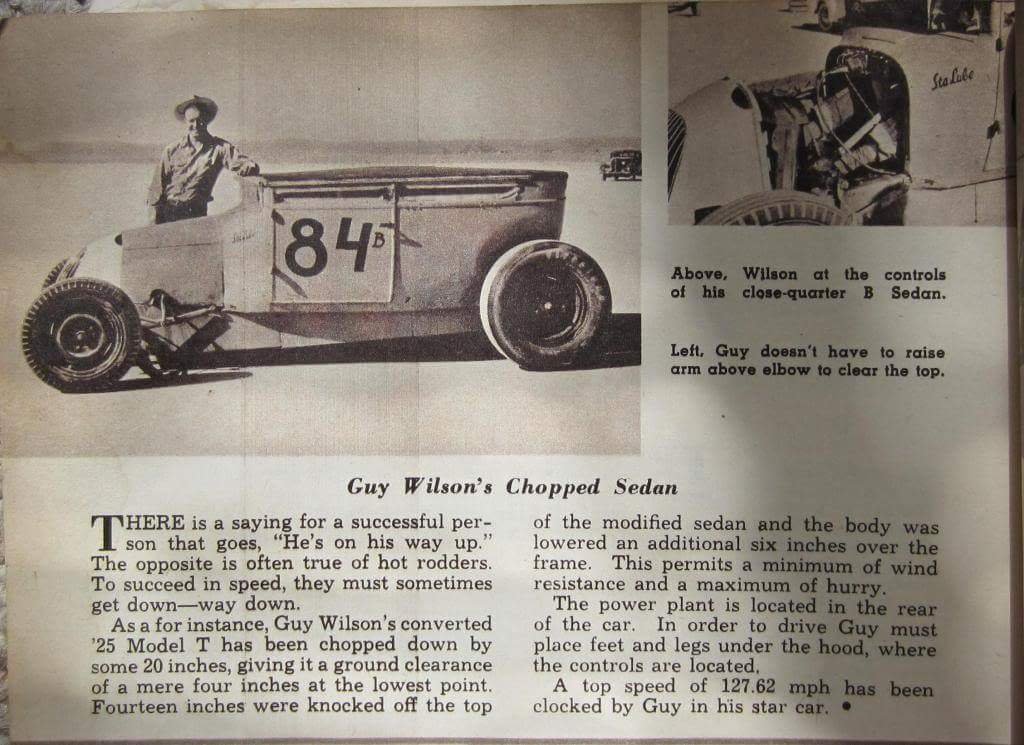 84 B
Sta Lube
Above, Wilson at the controls
of his close-quarter B Sedan.
Left, Guy doesn't have to raise
arm above elbow to clear the top.
Guy Wilson's Chopped Sedan
THERE is a saying for a successful per-
son that goes, "He's on his way up."
The opposite is often true of hot rodders.
To succeed in speed, they must sometimes
get down—way down.
As a for instance, Guy Wilson's converted
'25 Model T has been chopped down by
some 20 inches, giving it a ground clearance
of a mere four inches at the lowest point.
Fourteen inches were knocked off the top
of the modified sedan and the body was
lowered an additional six inches over the
frame. This permits a minimum of wind
resistance and a maximum of hurry.
The power plant is located in the rear
of the car. In order to drive Guy must
place feet and legs under the hood, where
the controls are located.
A top speed of 127.62 mph has been
clocked by Guy in his star car. •